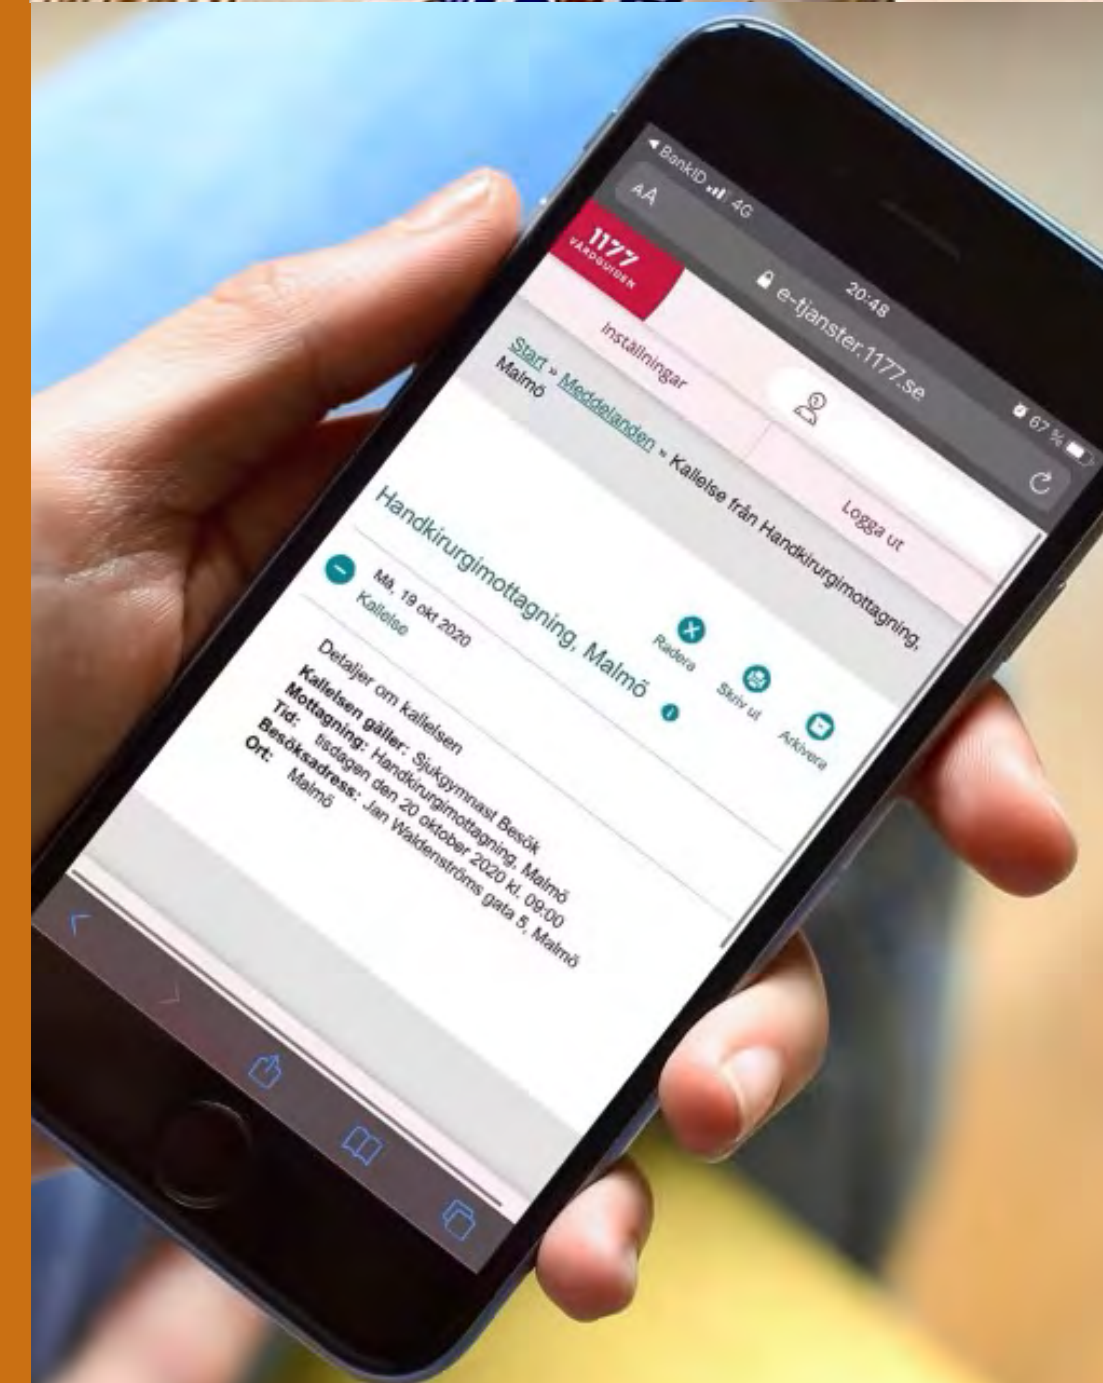 BankID 4G
20:48
67 %
AA
e-tjanster.1177.se
1177
VÅRDGUIDEN
1
Inställningar
Logga ut
Start » Meddelanden » Kallelse från Handkirurgimottagning,
Malmö
Radera
Skriv ut
Arkivera
Handkirurgimottagning, Malmö i
Må, 19 okt 2020
Kallelse
Detaljer om kallelsen
Kallelsen gäller: Sjukgymnast Besök
Mottagning: Handkirurgimottagning, Malmö
Tid: tisdagen den 20 oktober 2020 kl. 09:00
Besöksadress: Jan Waldenströms gata 5, Malmö
Ort: Malmö